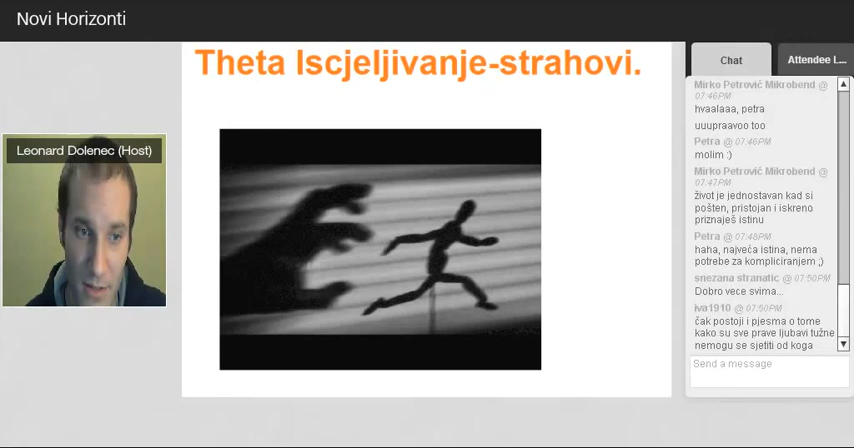 Novi Horizonti
Theta Iscjeljivanje-strahovi.
Leonard Dolenec (Host)
Chat
Attendee L...
Mirko Petrović Mikrobend @
07:46PM
hvaalaaa, petra
uuupraavoo too
Petra @ 07:46PM
molim :)
Mirko Petrović Mikrobend @
07:47PM
život je jednostavan kad si
pošten, pristojan i iskreno
priznaješ istinu
Petra @ 07:48PM
haha, najveća istina, nema
potrebe za kompliciranjem ;)
snezana stranatic @ 07:50PM
Dobro vece svima...
iva1910 @ 07:50PM
čak postoji i pjesma o tome
kako su sve prave ljubavi tužne
nemogu se sjetiti od koga
Send a message